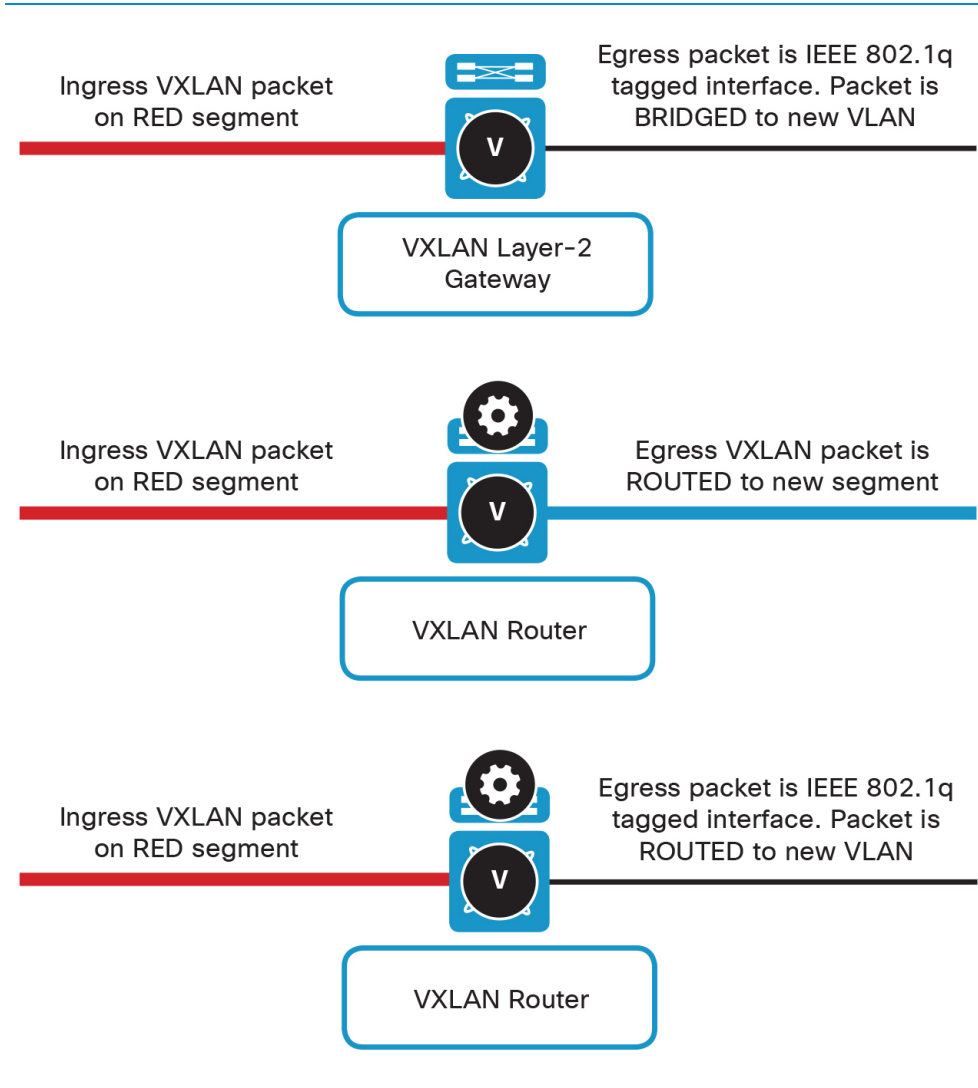 Ingress VXLAN packet
on RED segment
V
Egress packet is IEEE 802.1q
tagged interface. Packet is
BRIDGED to new VLAN
VXLAN Layer-2
Gateway
Ingress VXLAN packet
on RED segment
V
Egress VXLAN packet is
ROUTED to new segment
VXLAN Router
Ingress VXLAN packet
on RED segment
V
Egress packet is IEEE 802.1q
tagged interface. Packet is
ROUTED to new VLAN
VXLAN Router